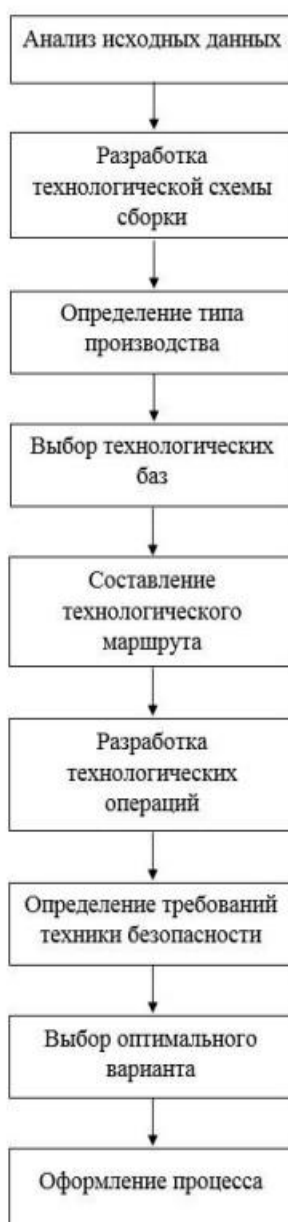 Анализ исходных данных
Разработка
технологической схемы
сборки
Определение типа
производства
Выбор технологических
баз
Составление
технологического
маршрута
Разработка
технологических
операций
Определение требований
техники безопасности
Выбор оптимального
варианта
Оформление процесса